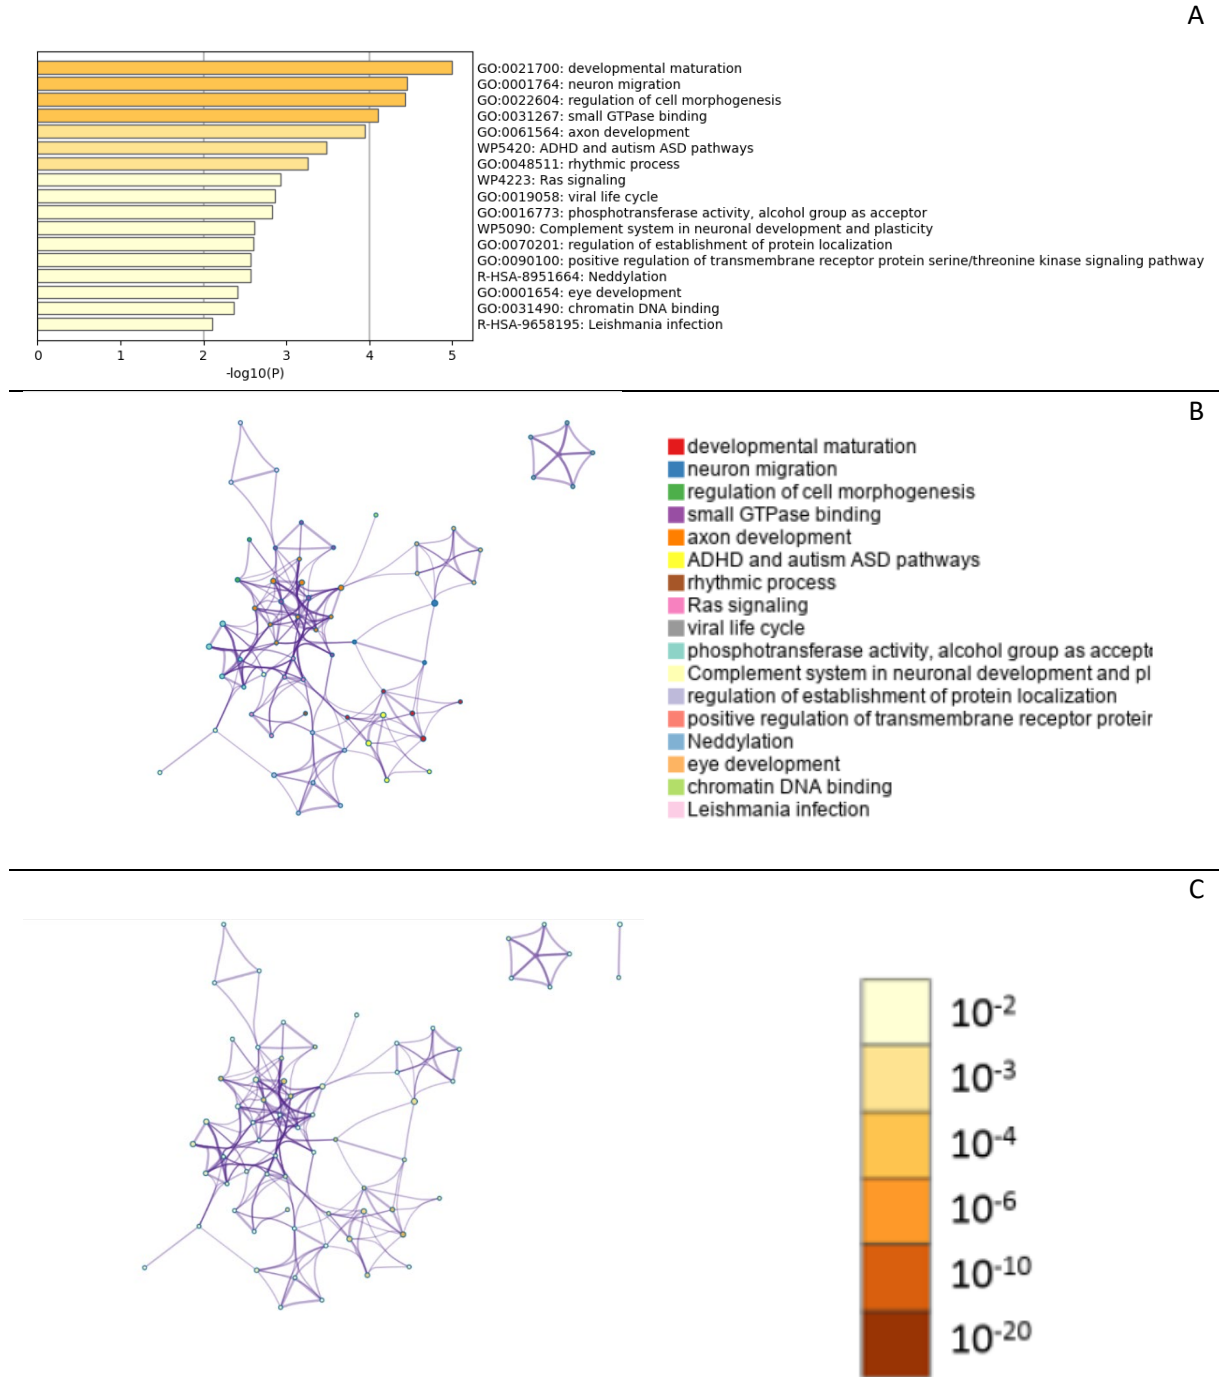 A
GO:0021700: developmental maturation
GO:0001764: neuron migration
GO:0022604: regulation of cell morphogenesis
GO:0031267: small GTPase binding
GO:0061564: axon development
WP5420: ADHD and autism ASD pathways
GO:0048511: rhythmic process
WP4223: Ras signaling
GO:0019058: viral life cycle
GO:0016773: phosphotransferase activity, alcohol group as acceptor
WP5090: Complement system in neuronal development and plasticity
GO:0070201: regulation of establishment of protein localization
GO:0090100: positive regulation of transmembrane receptor protein serine/threonine kinase signaling pathway
R-HSA-8951664: Neddylation
GO:0001654: eye development
GO:0031490: chromatin DNA binding
R-HSA-9658195: Leishmania infection
0 1 2 3 4 5
-log10(P)
B
developmental maturation
neuron migration
regulation of cell morphogenesis
small GTPase binding
axon development
ADHD and autism ASD pathways
rhythmic process
Ras signaling
viral life cycle
phosphotransferase activity, alcohol group as accepto
Complement system in neuronal development and pl
regulation of establishment of protein localization
positive regulation of transmembrane receptor protein
Neddylation
eye development
chromatin DNA binding
Leishmania infection
C
10⁻²
10⁻³
10⁻⁴
10⁻⁶
10⁻¹⁰
10⁻²⁰